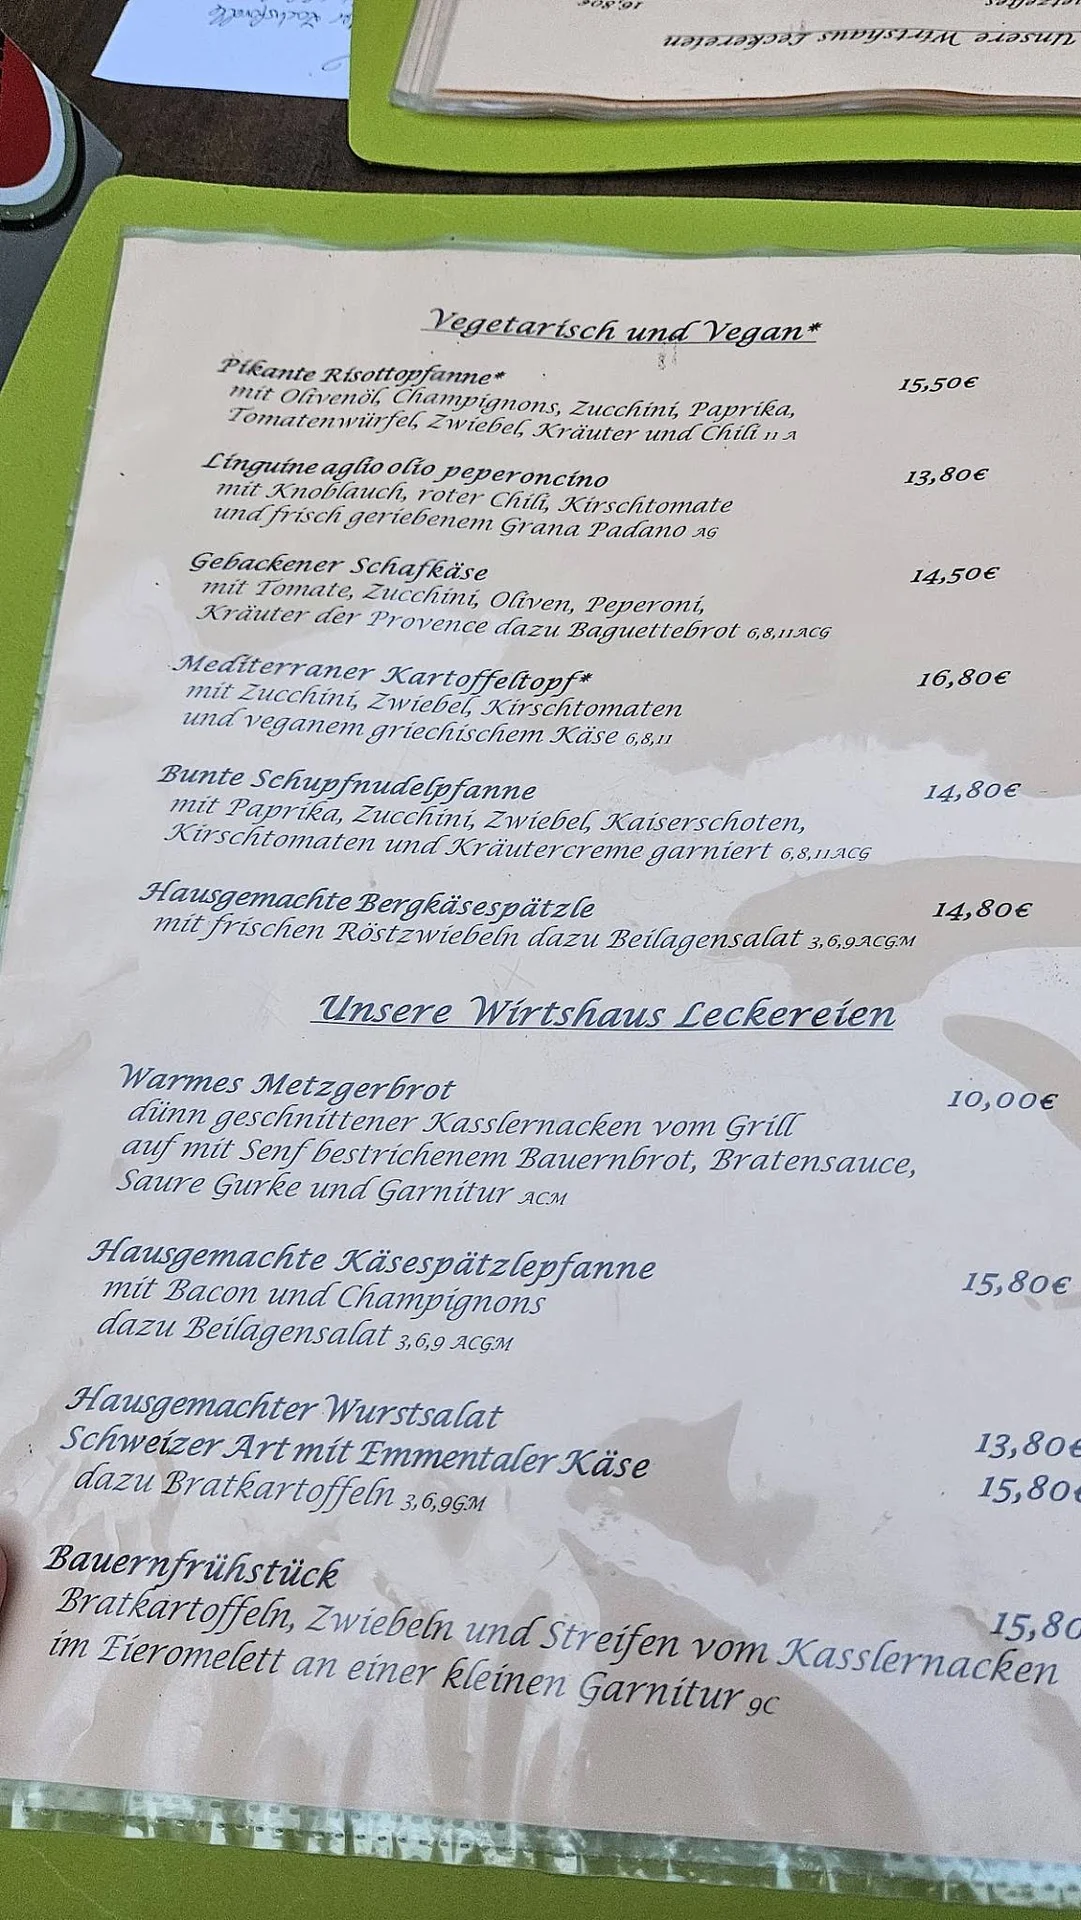 16,80€
Unsere Wirtshaus Leckereien
Vegetarisch und Vegan*
Pikante Risottopfanne* 15,50€
mit Olivenöl, Champignons, Zucchini, Paprika,
Tomatenwürfel, Zwiebel, Kräuter und Chili 11 A
Linguine aglio olio peperoncino 13,80€
mit Knoblauch, roter Chili, Kirschtomate
und frisch geriebenem Grana Padano AG
Gebackener Schafkäse 14,50€
mit Tomate, Zucchini, Oliven, Peperoni,
Kräuter der Provence dazu Baguettebrot 6,8,11ACG
Mediterraner Kartoffeltopf* 16,80€
mit Zucchini, Zwiebel, Kirschtomaten
und veganem griechischem Käse 6,8,11
Bunte Schupfnudelpfanne 14,80€
mit Paprika, Zucchini, Zwiebel, Kaiserschoten,
Kirschtomaten und Kräutercreme garniert 6,8,11ACG
Hausgemachte Bergkäsespätzle 14,80€
mit frischen Röstzwiebeln dazu Beilagensalat 3,6,9ACGM
Unsere Wirtshaus Leckereien
Warmes Metzgerbrot 10,00€
dünn geschnittener Kasslernacken vom Grill
auf mit Senf bestrichenem Bauernbrot, Bratensauce,
Saure Gurke und Garnitur ACM
Hausgemachte Käsespätzlepfanne 15,80€
mit Bacon und Champignons
dazu Beilagensalat 3,6,9 ACGM
Hausgemachter Wurstsalat
Schweizer Art mit Emmentaler Käse 13,80€
dazu Bratkartoffeln 3,6,9GM 15,80€
Bauernfrühstück 15,80
Bratkartoffeln, Zwiebeln und Streifen vom Kasslernacken
im Eieromelett an einer kleinen Garnitur 9C